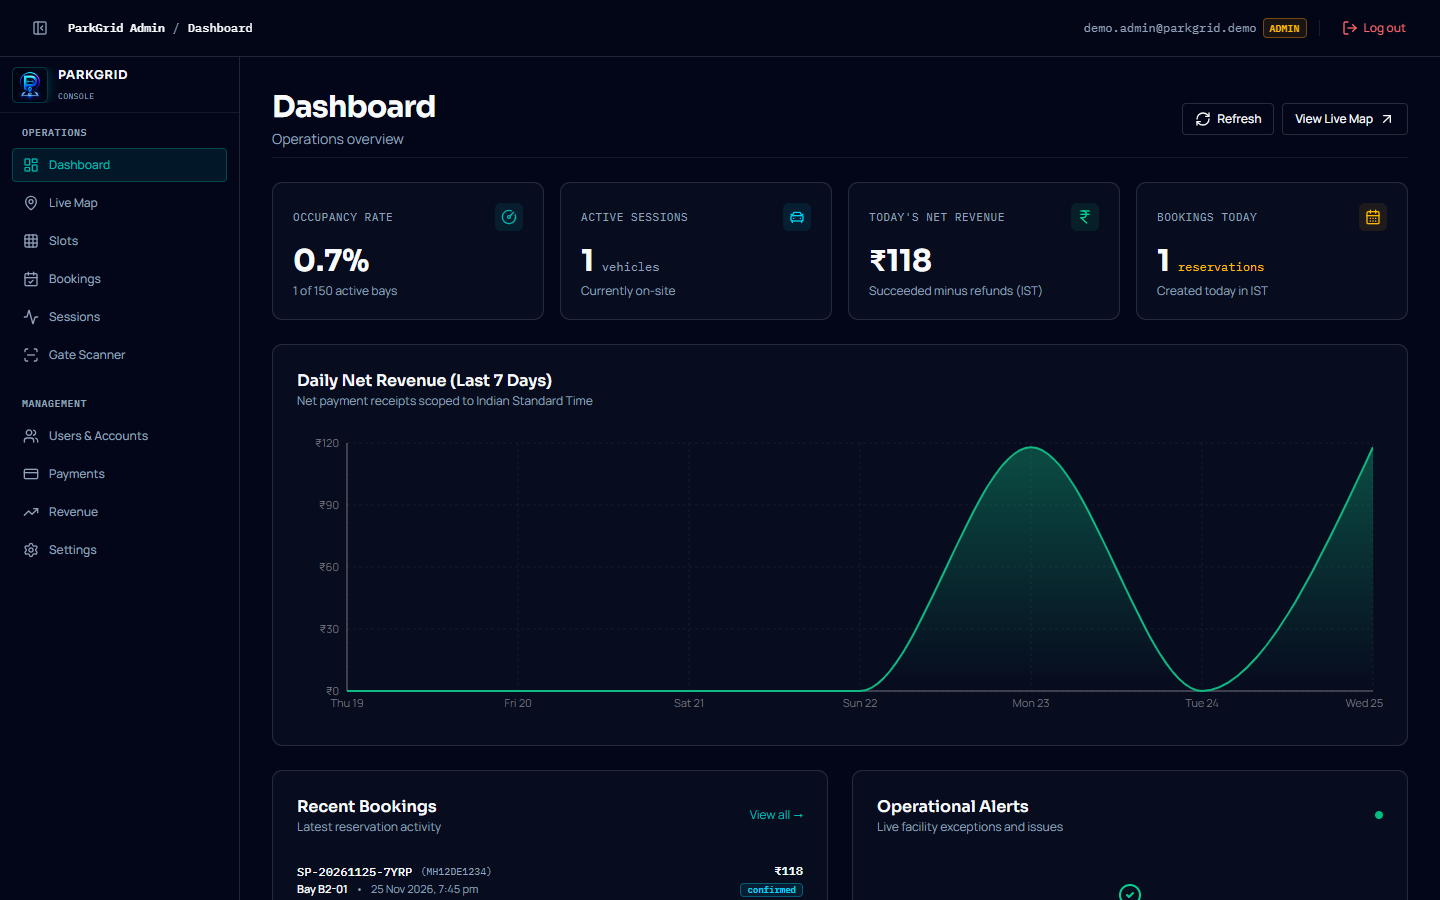 ParkGrid Admin / Dashboard
demo.admin@parkgrid.demo ADMIN Log out
PARKGRID
CONSOLE
OPERATIONS
Dashboard
Live Map
Slots
Bookings
Sessions
Gate Scanner
MANAGEMENT
Users & Accounts
Payments
Revenue
Settings
Dashboard
Operations overview
Refresh
View Live Map
OCCUPANCY RATE
0.7%
1 of 150 active bays
ACTIVE SESSIONS
1 vehicles
Currently on-site
TODAY'S NET REVENUE
₹118
Succeeded minus refunds (IST)
BOOKINGS TODAY
1 reservations
Created today in IST
Daily Net Revenue (Last 7 Days)
Net payment receipts scoped to Indian Standard Time
₹120
₹90
₹60
₹30
₹0
Thu 19 Fri 20 Sat 21 Sun 22 Mon 23 Tue 24 Wed 25
Recent Bookings
Latest reservation activity
View all →
SP-20261125-7YRP (MH12DE1234) ₹118
Bay B2-01 • 25 Nov 2026, 7:45 pm confirmed
Operational Alerts
Live facility exceptions and issues